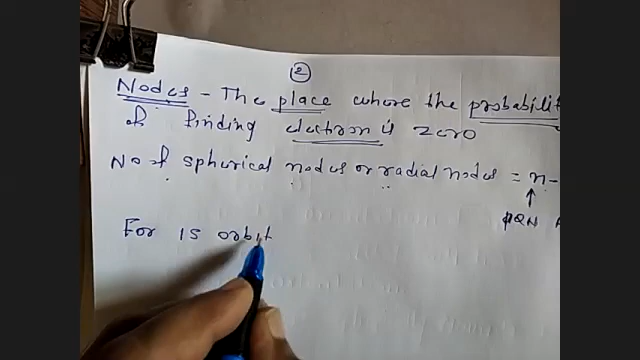 2
Nodes - The place where the probabilit
of finding electron is zero
No of spherical nodes or radial nodes = n-
PQN A
For 1s orbit